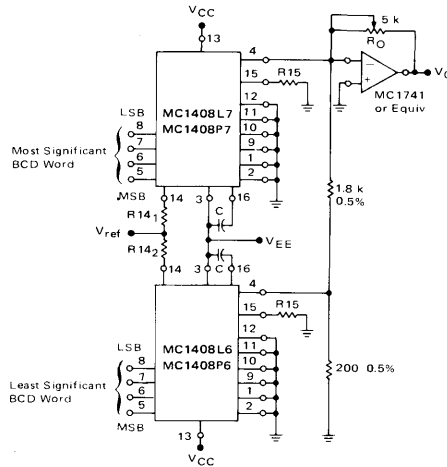 VCC
13
5 k
RO
4
15 R15
VO
MC1741
or Equiv
12
11
10
9
1
2
MC1408L7
MC1408P7
LSB
8
7
6
5
MSB
Most Significant
BCD Word
14 3 16
C
R14₁
Vref
R14₂
VEE
C
14 3 16
1.8 k
0.5%
4
15 R15
12
11
10
9
1
2
MC1408L6
MC1408P6
LSB
8
7
6
5
MSB
Least Significant
BCD Word
200 0.5%
13
VCC